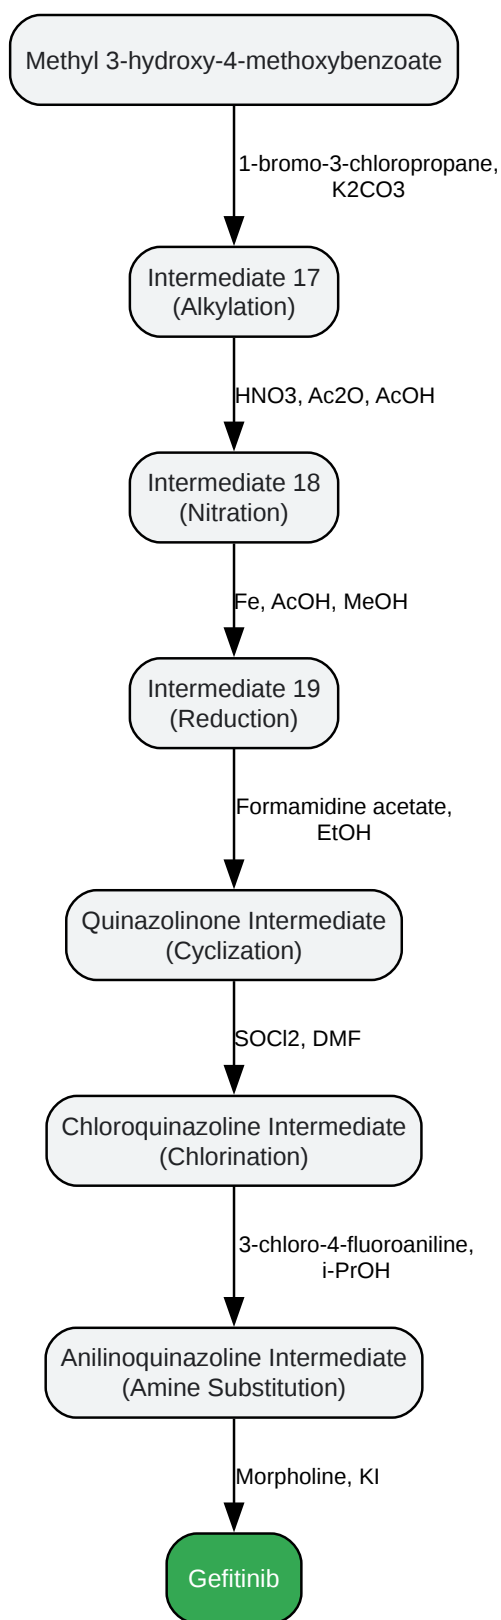 Methyl 3-hydroxy-4-methoxybenzoate
1-bromo-3-chloropropane,
K2CO3
Intermediate 17
(Alkylation)
HNO3, Ac2O, AcOH
Intermediate 18
(Nitration)
Fe, AcOH, MeOH
Intermediate 19
(Reduction)
Formamidine acetate,
EtOH
Quinazolinone Intermediate
(Cyclization)
SOCl2, DMF
Chloroquinazoline Intermediate
(Chlorination)
3-chloro-4-fluoroaniline,
i-PrOH
Anilinoquinazoline Intermediate
(Amine Substitution)
Morpholine, KI
Gefitinib